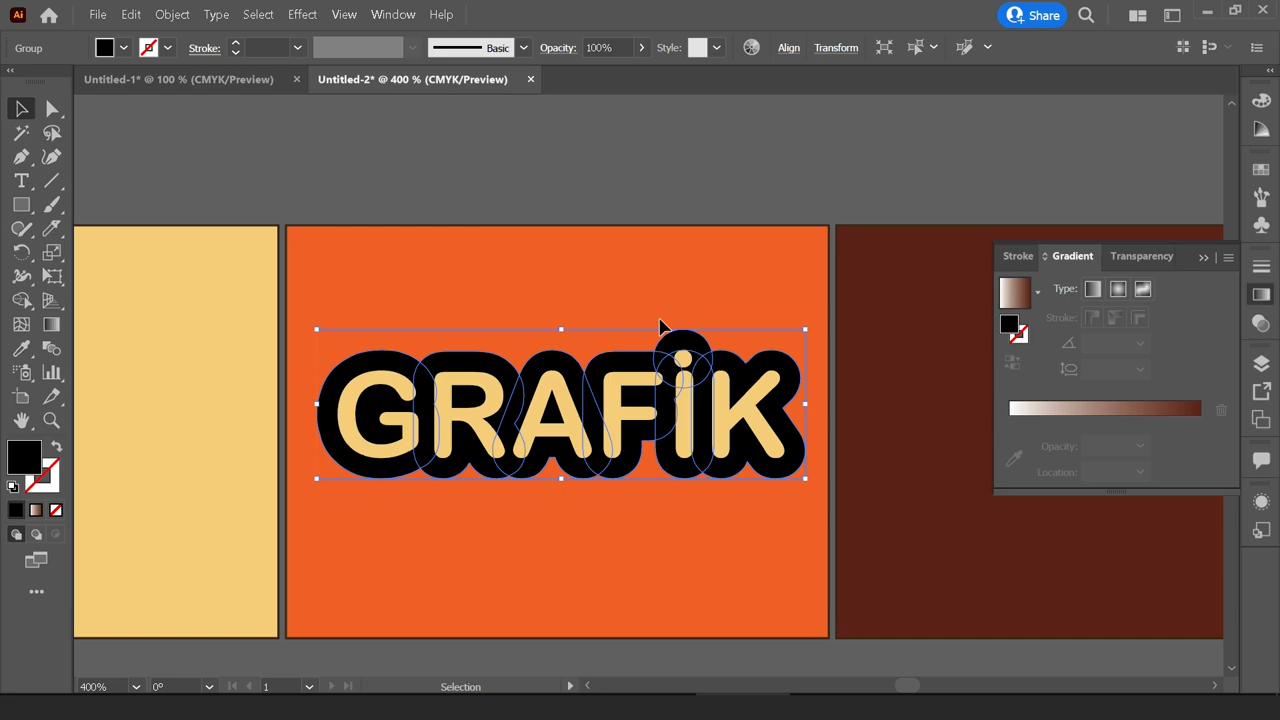 Ai File Edit Object Type Select Effect View Window Help Share
Group Stroke: Basic Opacity: 100% Style: Align Transform
Untitled-1* @ 100 % (CMYK/Preview) × Untitled-2* @ 400 % (CMYK/Preview) ×
Stroke Gradient Transparency
Type:
Stroke:
GRAFiK
Opacity:
Location:
400% 0° 1 Selection